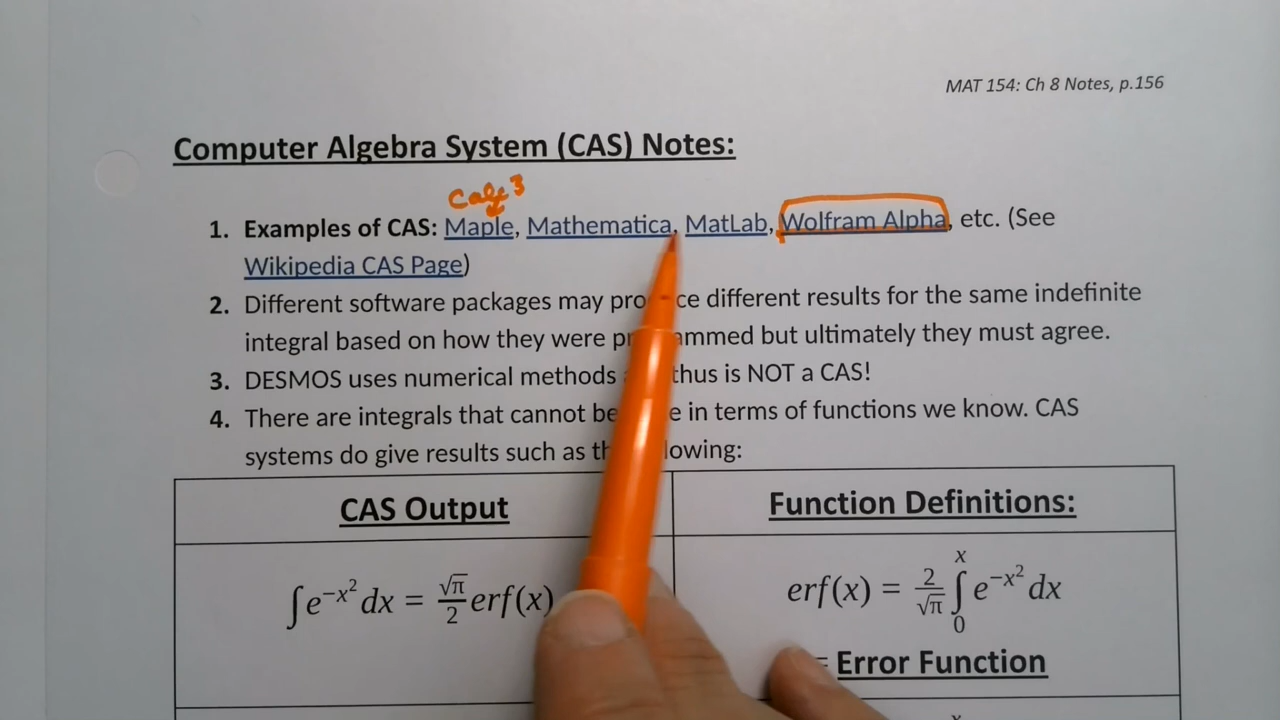 MAT 154: Ch 8 Notes, p.156
Computer Algebra System (CAS) Notes:
Calc 3
1. Examples of CAS: Maple, Mathematica, MatLab, Wolfram Alpha, etc. (See
Wikipedia CAS Page)
2. Different software packages may ce different results for the same indefinite
integral based on how they were ammed but ultimately they must agree.
3. DESMOS uses numerical methods thus is NOT a CAS!
4. There are integrals that cannot be in terms of functions we know. CAS
systems do give results such as lowing:
CAS Output
Function Definitions:
∫e^{-x^2} dx = \frac{√π}{2} erf(x)
erf(x) = \frac{2}{√π} ∫_0^x e^{-x^2} dx
= Error Function